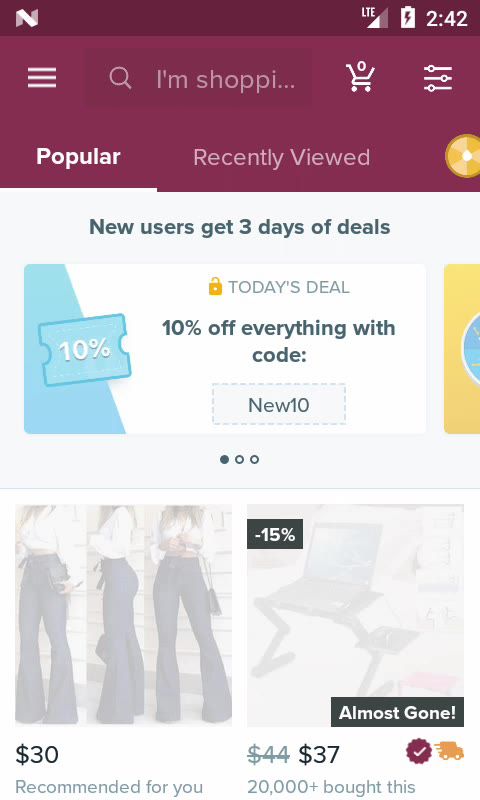 LTE 2:42
I'm shoppi... 0
Popular Recently Viewed
New users get 3 days of deals
TODAY'S DEAL
10%
10% off everything with
code:
New10
-15%
Almost Gone!
$30 $44 $37
Recommended for you 20,000+ bought this